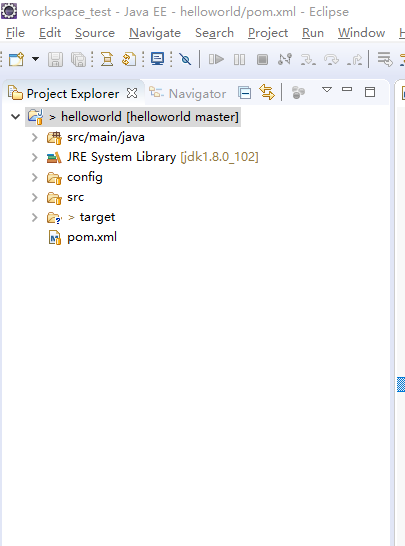 workspace_test - Java EE - helloworld/pom.xml - Eclipse
File Edit Source Navigate Search Project Run Window H
Project Explorer Navigator
> helloworld [helloworld master]
src/main/java
JRE System Library [jdk1.8.0_102]
config
src
> target
pom.xml